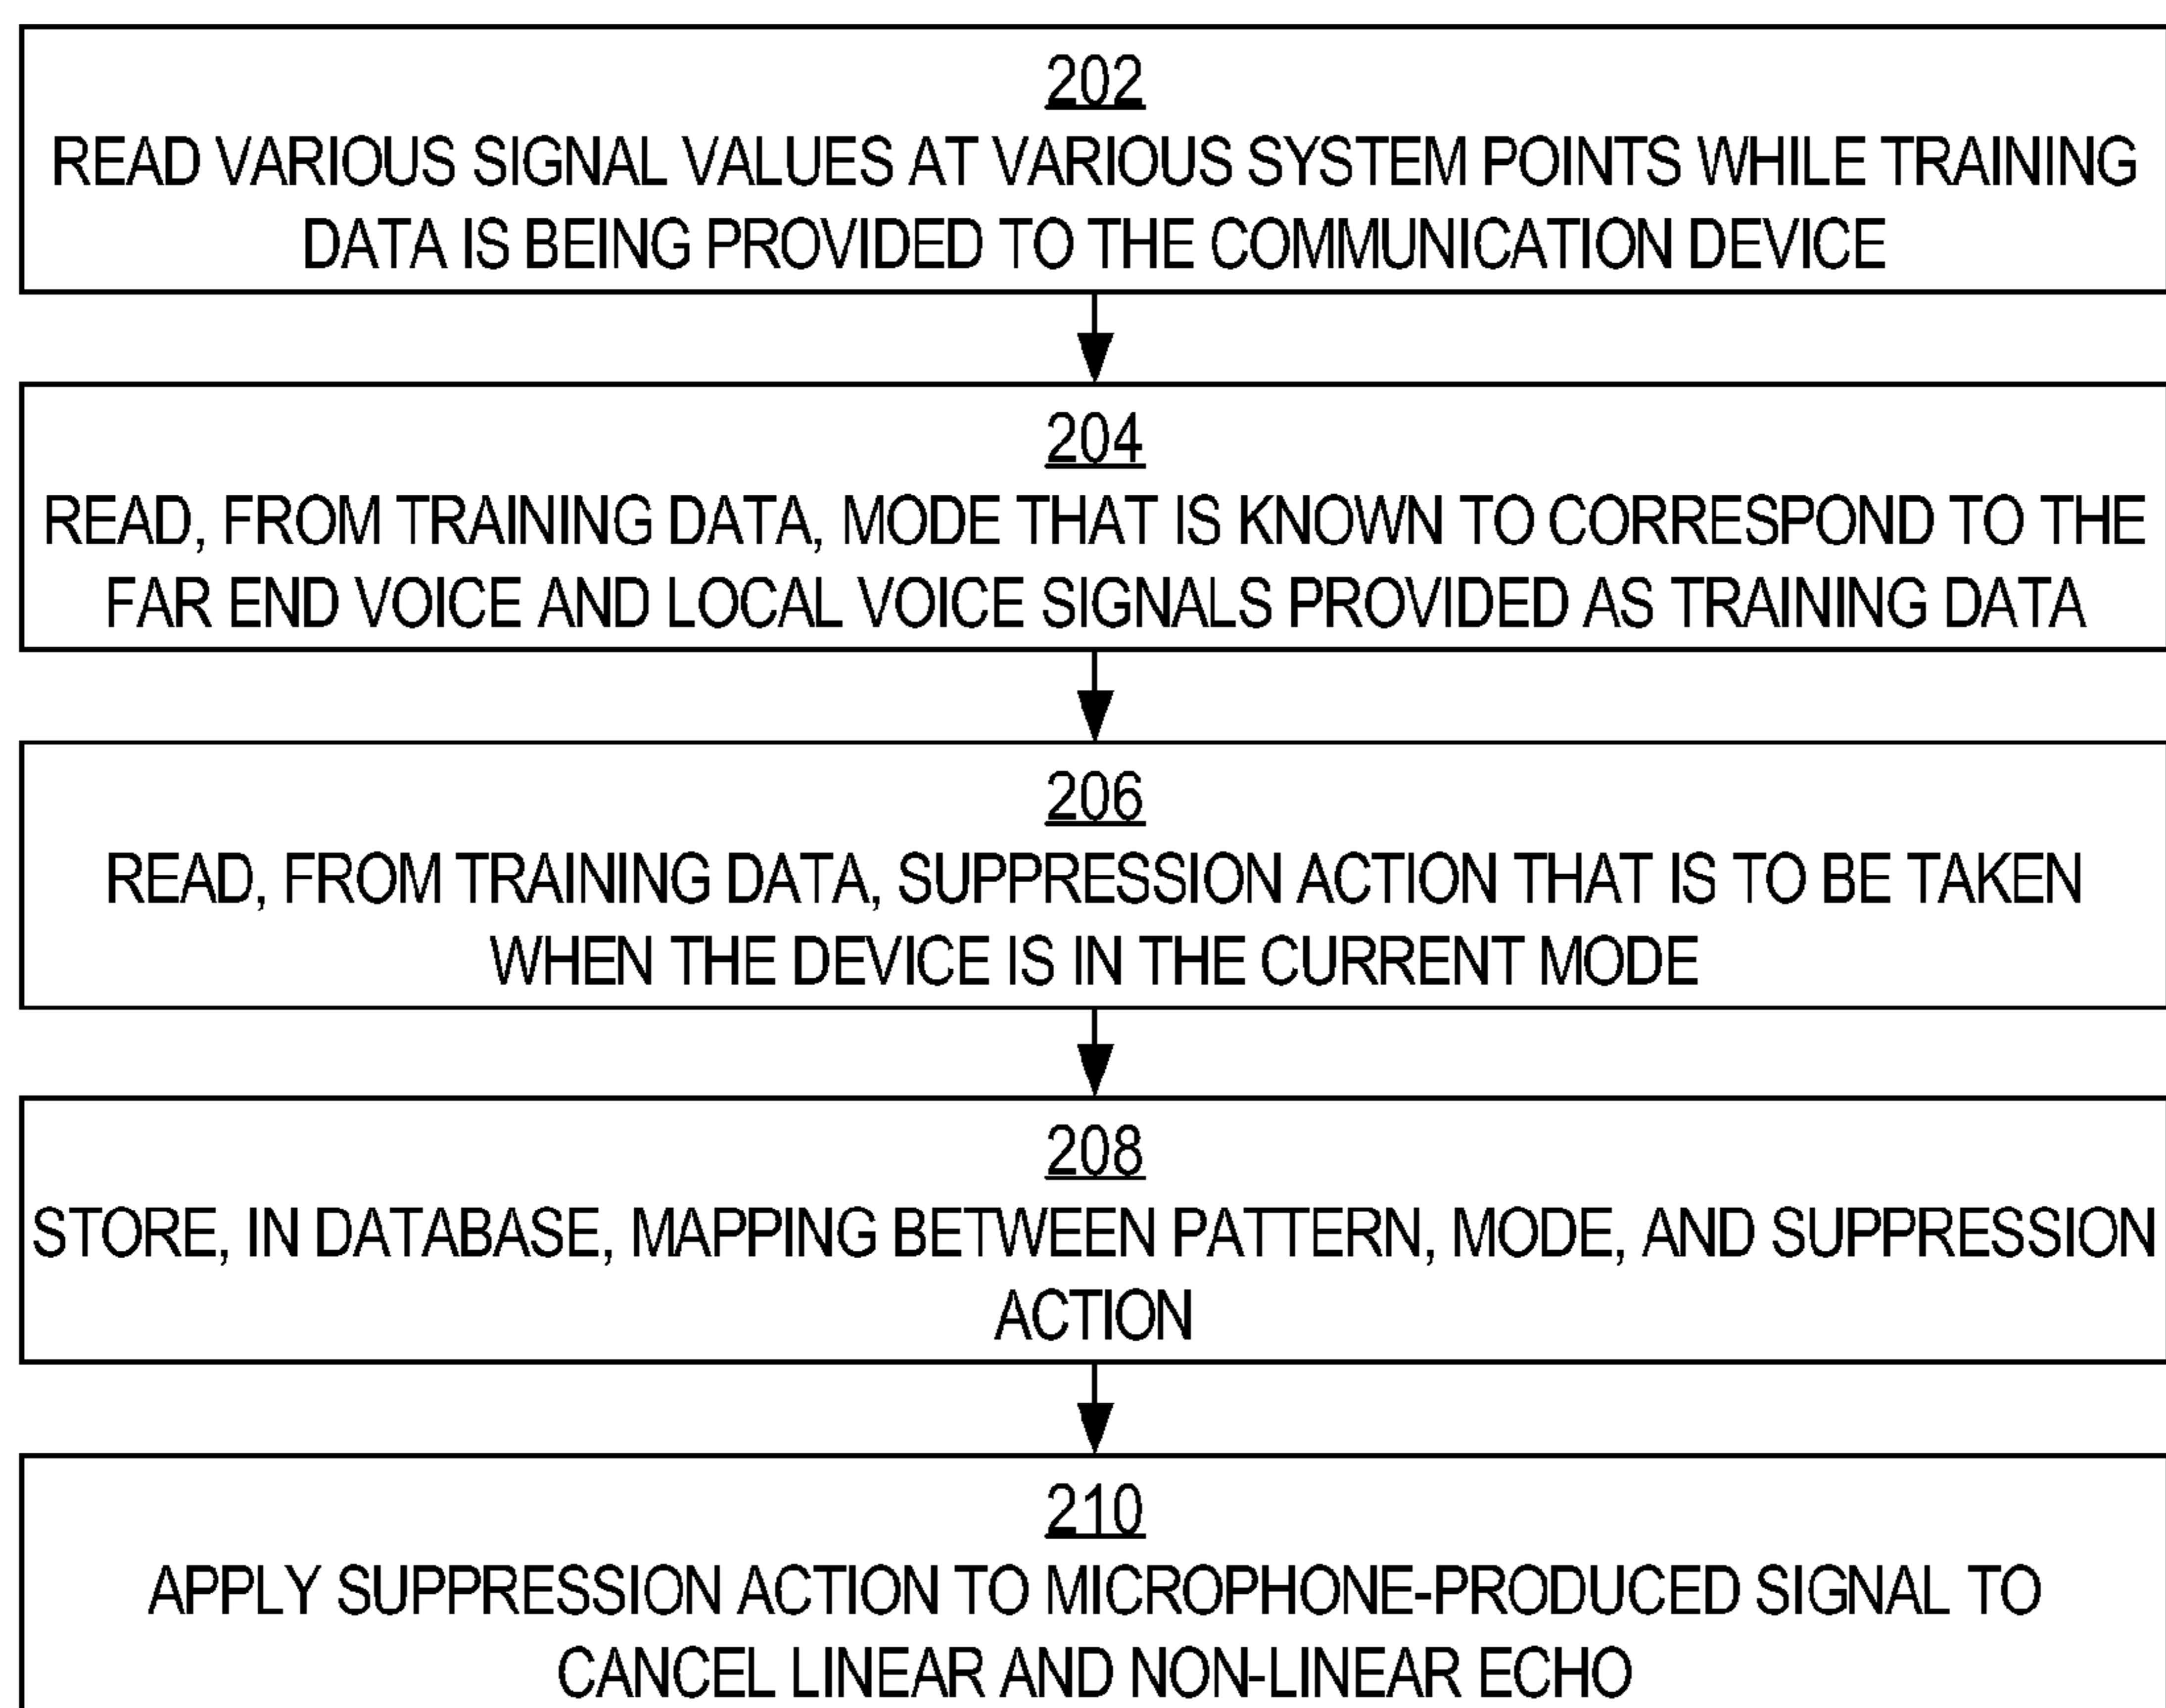 202
READ VARIOUS SIGNAL VALUES AT VARIOUS SYSTEM POINTS WHILE TRAINING
DATA IS BEING PROVIDED TO THE COMMUNICATION DEVICE
204
READ, FROM TRAINING DATA, MODE THAT IS KNOWN TO CORRESPOND TO THE
FAR END VOICE AND LOCAL VOICE SIGNALS PROVIDED AS TRAINING DATA
206
READ, FROM TRAINING DATA, SUPPRESSION ACTION THAT IS TO BE TAKEN
WHEN THE DEVICE IS IN THE CURRENT MODE
208
STORE, IN DATABASE, MAPPING BETWEEN PATTERN, MODE, AND SUPPRESSION
ACTION
210
APPLY SUPPRESSION ACTION TO MICROPHONE-PRODUCED SIGNAL TO
CANCEL LINEAR AND NON-LINEAR ECHO